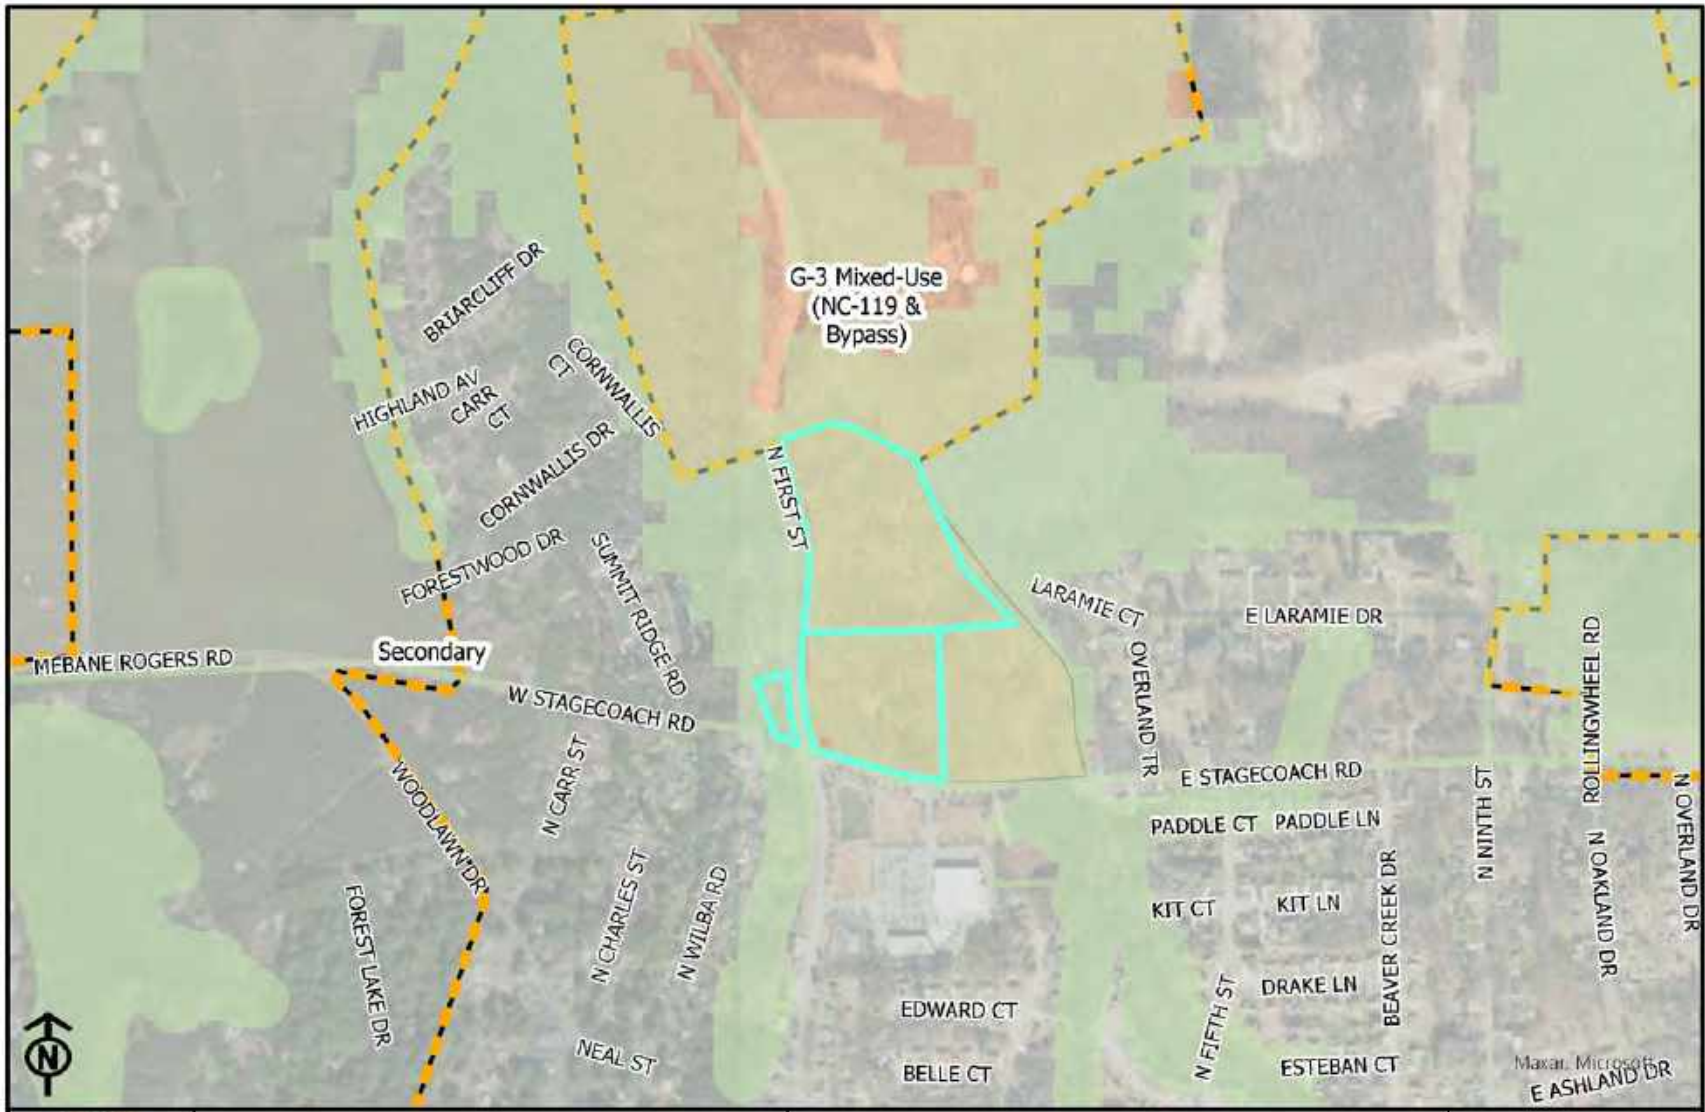 BRIARCLIFF DR
G-3 Mixed-Use
(NC-119 &
Bypass)
CORNWALLIS
CT
HIGHLAND AV
CARR
CT
CORNWALLIS DR
N FIRST ST
FORESTWOOD DR
SUMMIT RIDGE RD
LARAMIE CT
E LARAMIE DR
MEBANE ROGERS RD
Secondary
OVERLAND TR
ROLLINGWHEEL RD
W STAGECOACH RD
N CARR ST
WOODLAWN DR
E STAGECOACH RD
PADDLE CT
PADDLE LN
N NINTH ST
N OVERLAND DR
N CHARLES ST
N WILBA RD
FOREST LAKE DR
KIT CT
KIT LN
BEAVER CREEK DR
N OAKLAND DR
DRAKE LN
EDWARD CT
N FIFTH ST
N
NEAL ST
BELLE CT
ESTEBAN CT
Maxar, Microsoft
E ASHLAND DR